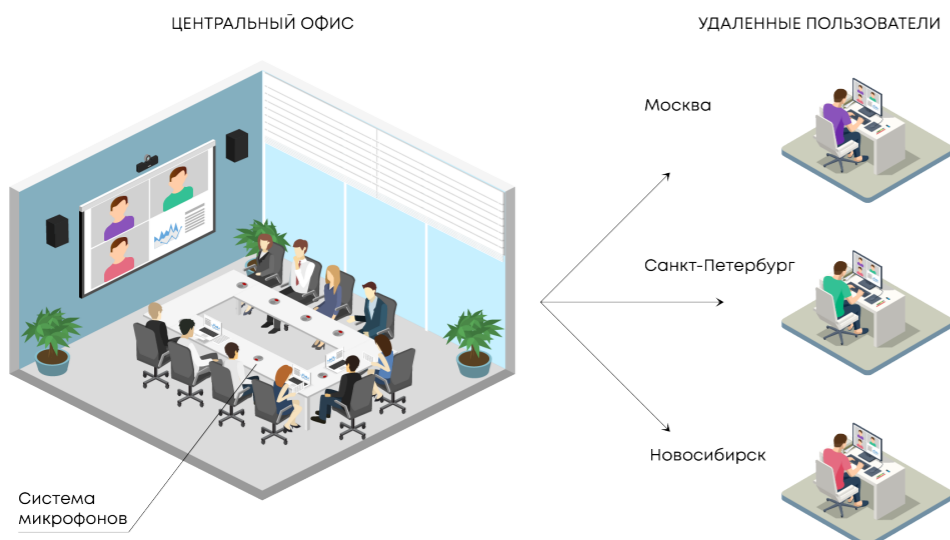 ЦЕНТРАЛЬНЫЙ ОФИС
УДАЛЕННЫЕ ПОЛЬЗОВАТЕЛИ
Москва
Санкт-Петербург
Новосибирск
Система
микрофонов